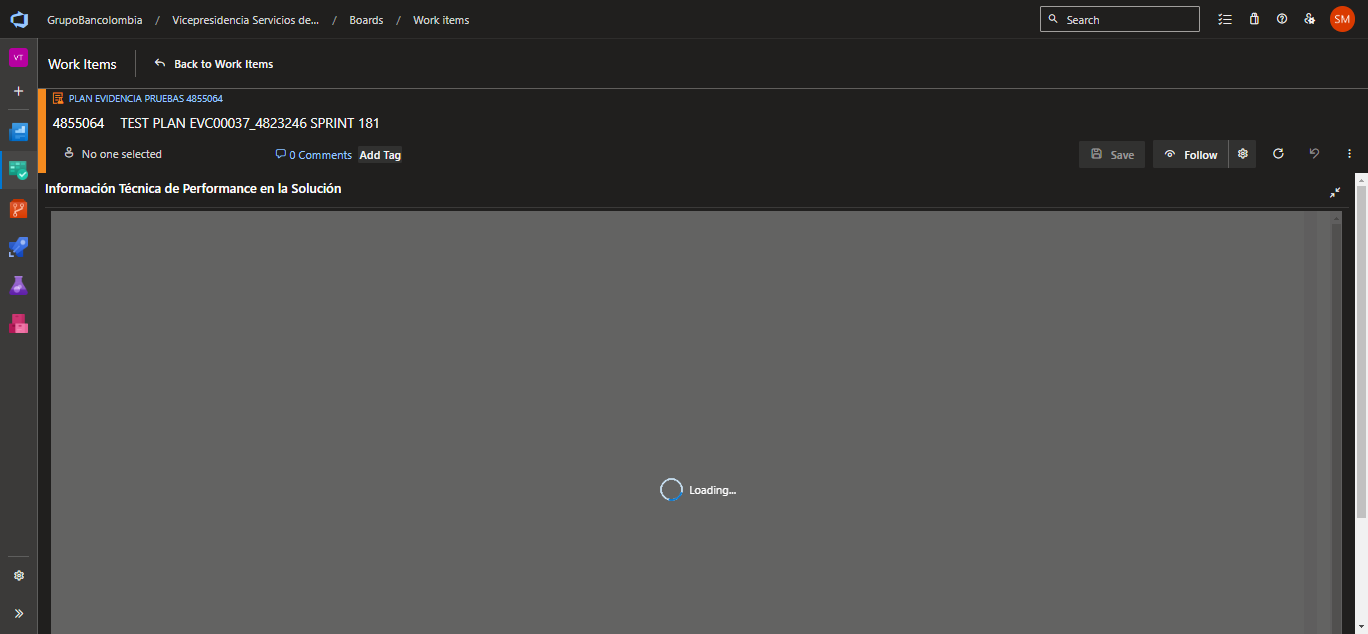 GrupoBancolombia / Vicepresidencia Servicios de... / Boards / Work items
Search
SM
VT
Work Items
Back to Work Items
PLAN EVIDENCIA PRUEBAS 4855064
4855064 TEST PLAN EVC00037_4823246 SPRINT 181
No one selected
0 Comments
Add Tag
Save
Follow
Información Técnica de Performance en la Solución
Loading...